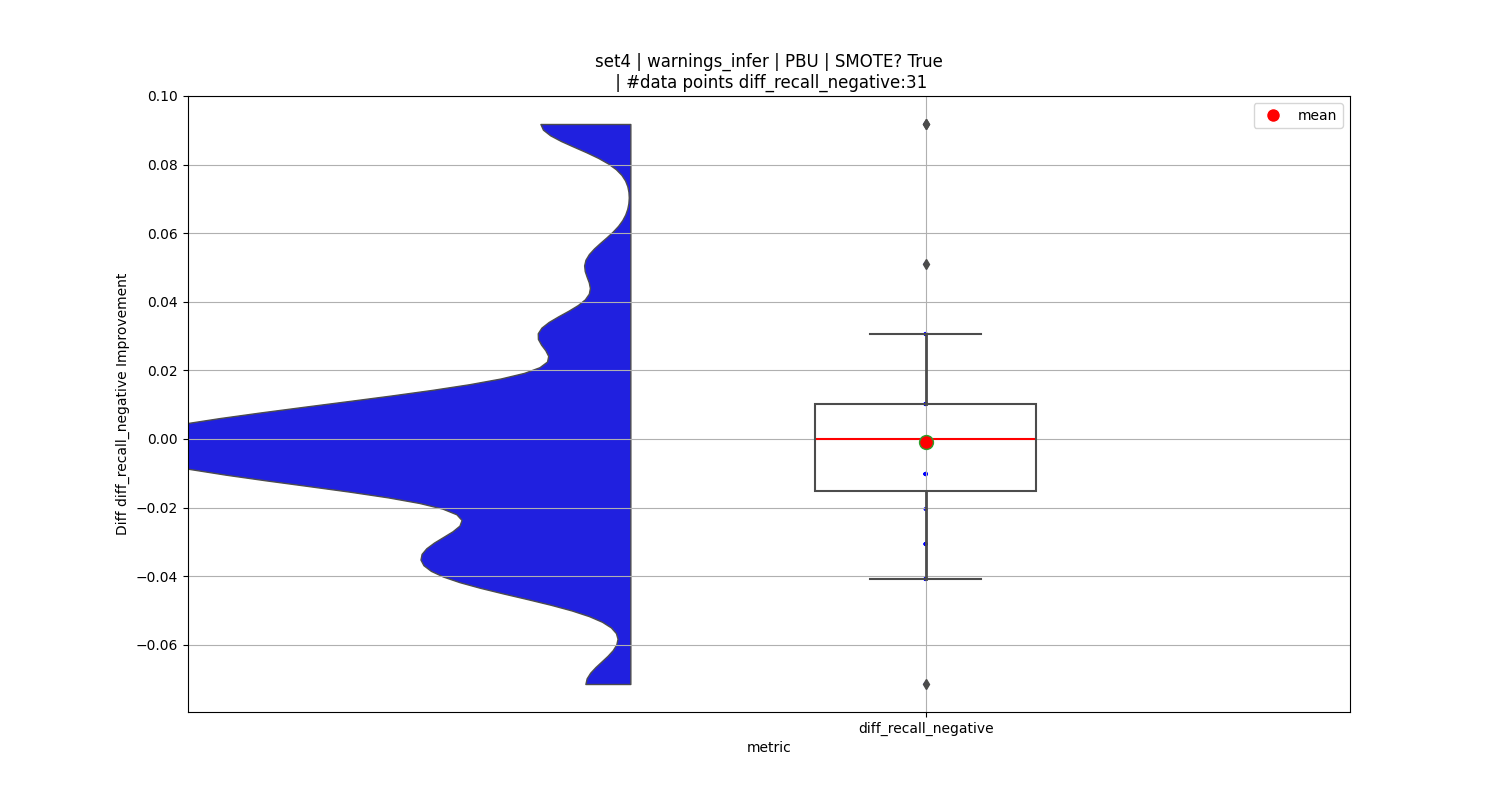 set4 | warnings_infer | PBU | SMOTE? True
| #data points diff_recall_negative:31
mean
0.10
0.08
0.06
0.04
0.02
0.00
−0.02
−0.04
−0.06
Diff diff_recall_negative Improvement
diff_recall_negative
metric